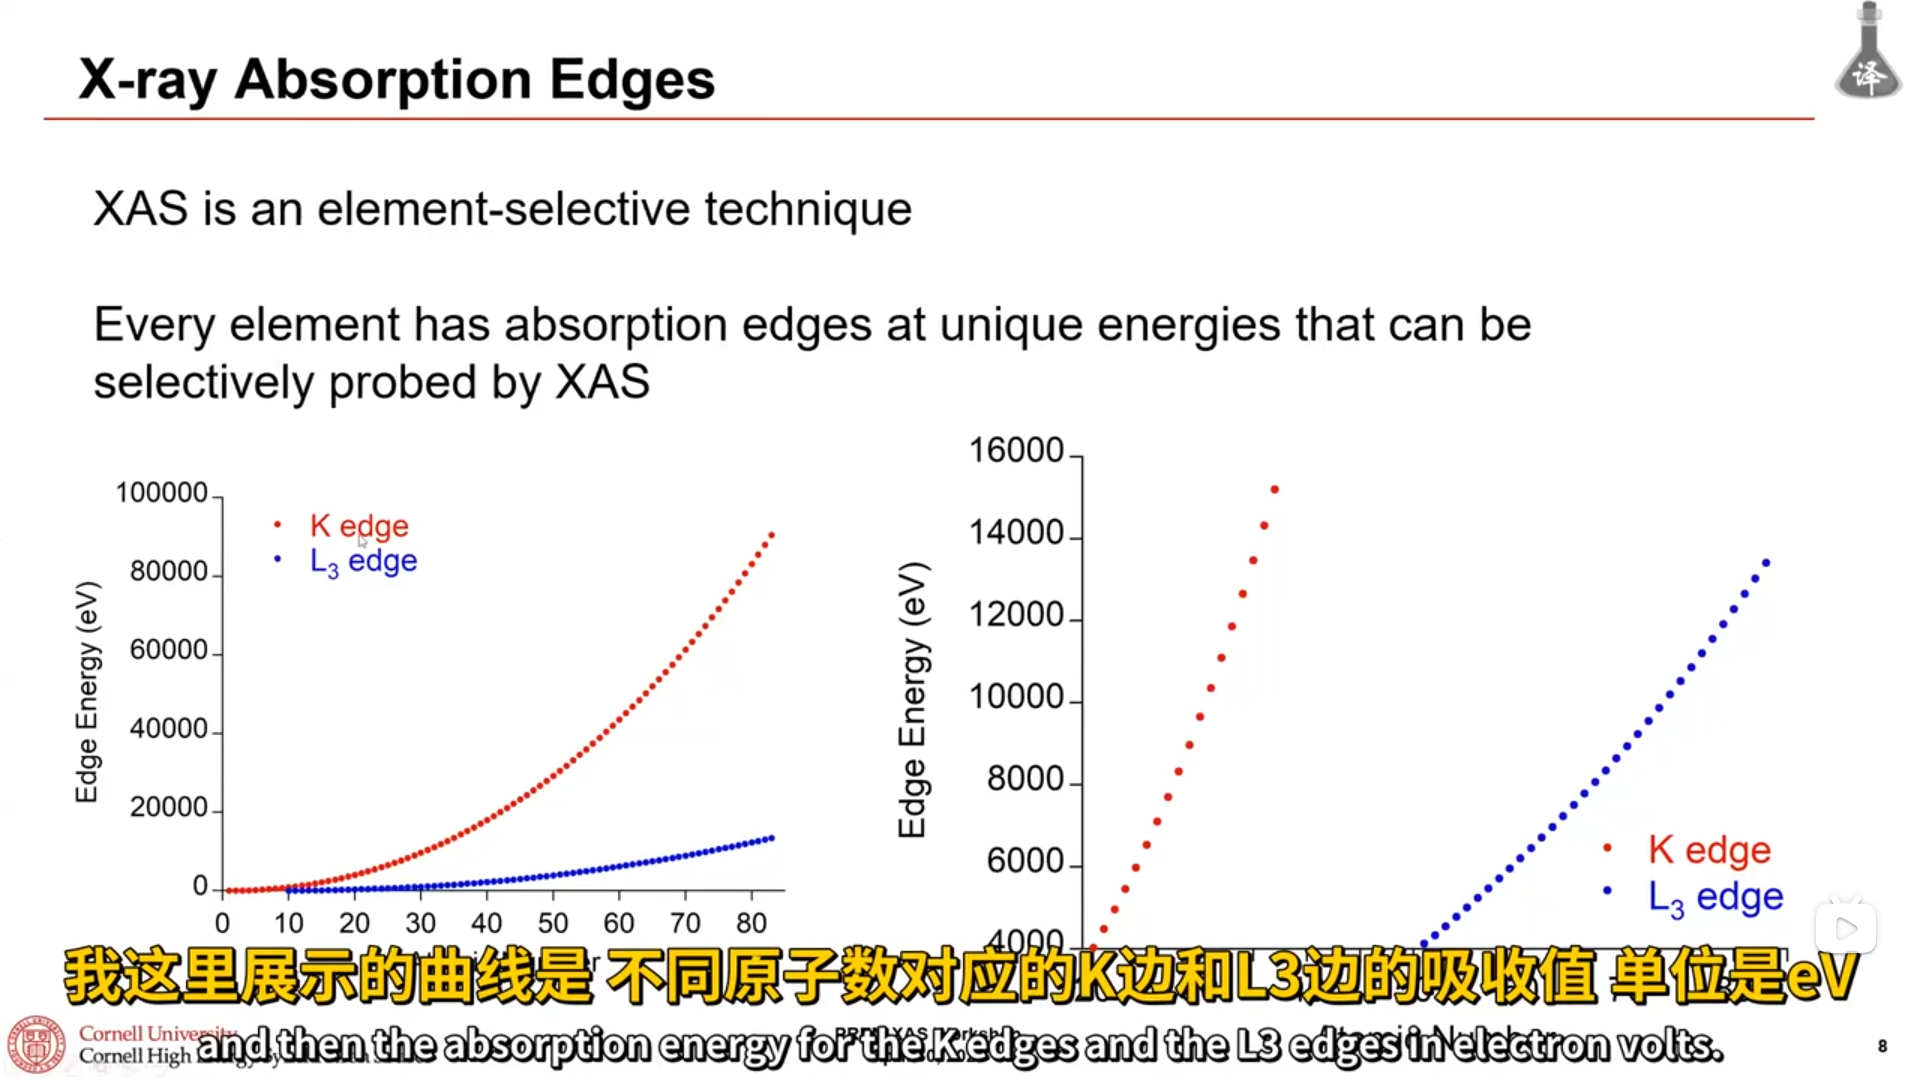 译
X-ray Absorption Edges
XAS is an element-selective technique
Every element has absorption edges at unique energies that can be
selectively probed by XAS
100000
80000
60000
40000
20000
0
Edge Energy (eV)
K edge
L3 edge
0 10 20 30 40 50 60 70 80
16000
14000
12000
10000
8000
6000
4000
Edge Energy (eV)
K edge
L3 edge
我这里展示的曲线是 不同原子数对应的K边和L3边的吸收值 单位是eV
and then the absorption energy for the K edges and the L3 edges in electron volts.
Cornell University
Cornell High Energy
8